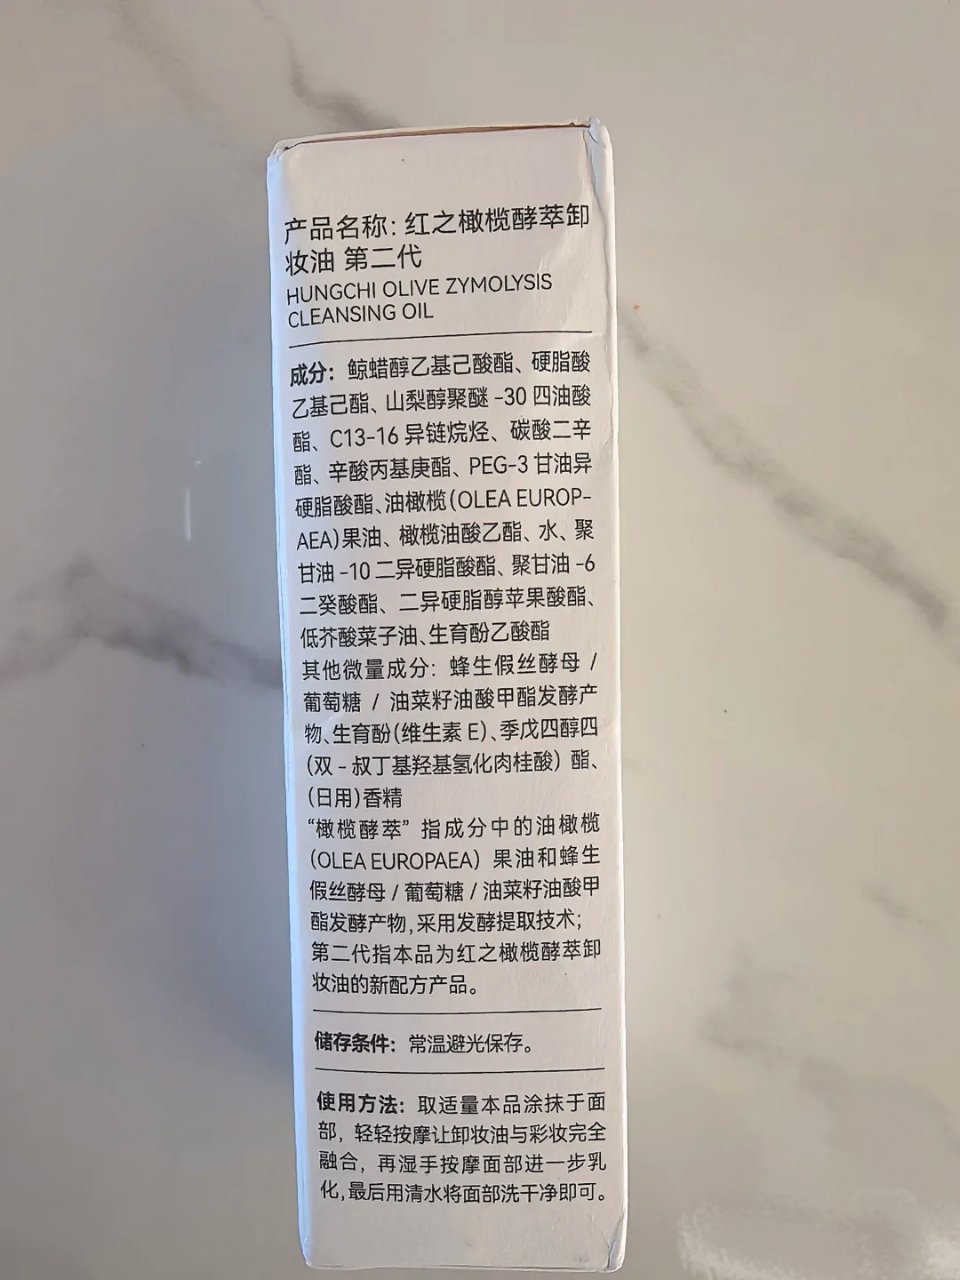 产品名称：红之橄榄酵萃卸
妆油 第二代
HUNGCHI OLIVE ZYMOLYSIS
CLEANSING OIL
成分：鲸蜡醇乙基己酸酯、硬脂酸
乙基己酯、山梨醇聚醚-30四油酸
酯、C13-16异链烷烃、碳酸二辛
酯、辛酸丙基庚酯、PEG-3甘油异
硬脂酸酯、油橄榄(OLEA EUROP-
AEA)果油、橄榄油酸乙酯、水、聚
甘油-10二异硬脂酸酯、聚甘油-6
二癸酸酯、二异硬脂醇苹果酸酯、
低芥酸菜子油、生育酚乙酸酯
其他微量成分：蜂生假丝酵母/
葡萄糖/油菜籽油酸甲酯发酵产
物、生育酚(维生素E)、季戊四醇四
(双-叔丁基羟基氢化肉桂酸)酯、
(日用)香精
“橄榄酵萃”指成分中的油橄榄
(OLEA EUROPAEA)果油和蜂生
假丝酵母/葡萄糖/油菜籽油酸甲
酯发酵产物,采用发酵提取技术;
第二代指本品为红之橄榄酵萃卸
妆油的新配方产品。
储存条件：常温避光保存。
使用方法：取适量本品涂抹于面
部，轻轻按摩让卸妆油与彩妆完全
融合，再湿手按摩面部进一步乳
化,最后用清水将面部洗干净即可。